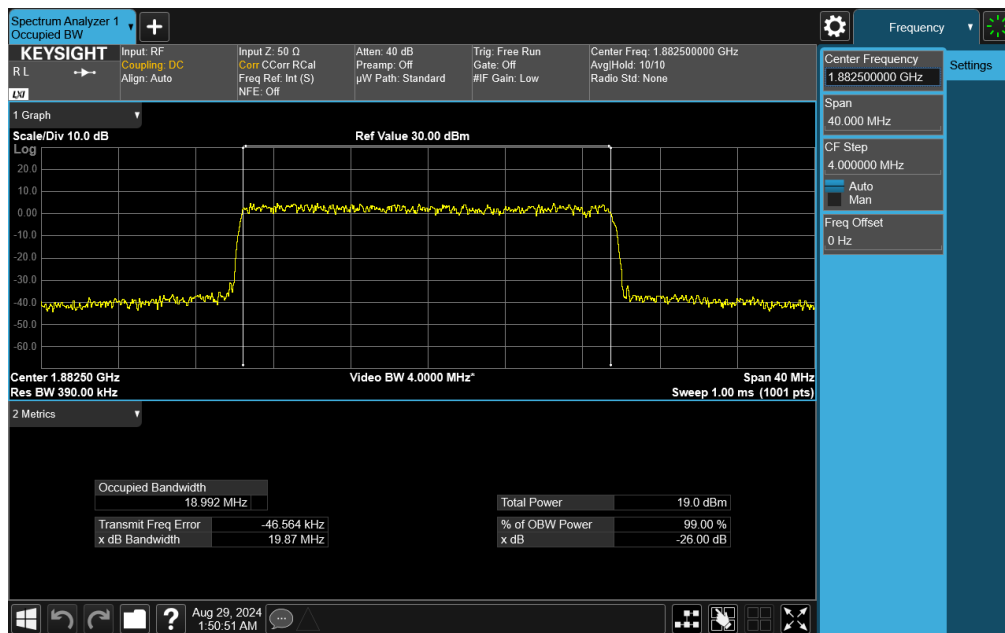 Spectrum Analyzer 1
Occupied BW
Frequency
KEYSIGHT
R L
LXI
Input: RF
Coupling: DC
Align: Auto
Input Z: 50 Ω
Corr CCorr RCal
Freq Ref: Int (S)
NFE: Off
Atten: 40 dB
Preamp: Off
µW Path: Standard
Trig: Free Run
Gate: Off
#IF Gain: Low
Center Freq: 1.882500000 GHz
Avg|Hold: 10/10
Radio Std: None
Center Frequency
1.882500000 GHz
Settings
Span
40.000 MHz
CF Step
4.000000 MHz
Auto
Man
Freq Offset
0 Hz
1 Graph
Scale/Div 10.0 dB
Ref Value 30.00 dBm
Log
20.0
10.0
0.00
-10.0
-20.0
-30.0
-40.0
-50.0
-60.0
Center 1.88250 GHz
Video BW 4.0000 MHz*
Span 40 MHz
Res BW 390.00 kHz
Sweep 1.00 ms (1001 pts)
2 Metrics
Occupied Bandwidth
18.992 MHz
Total Power 19.0 dBm
Transmit Freq Error -46.564 kHz
% of OBW Power 99.00 %
x dB Bandwidth 19.87 MHz
x dB -26.00 dB
Aug 29, 2024
1:50:51 AM